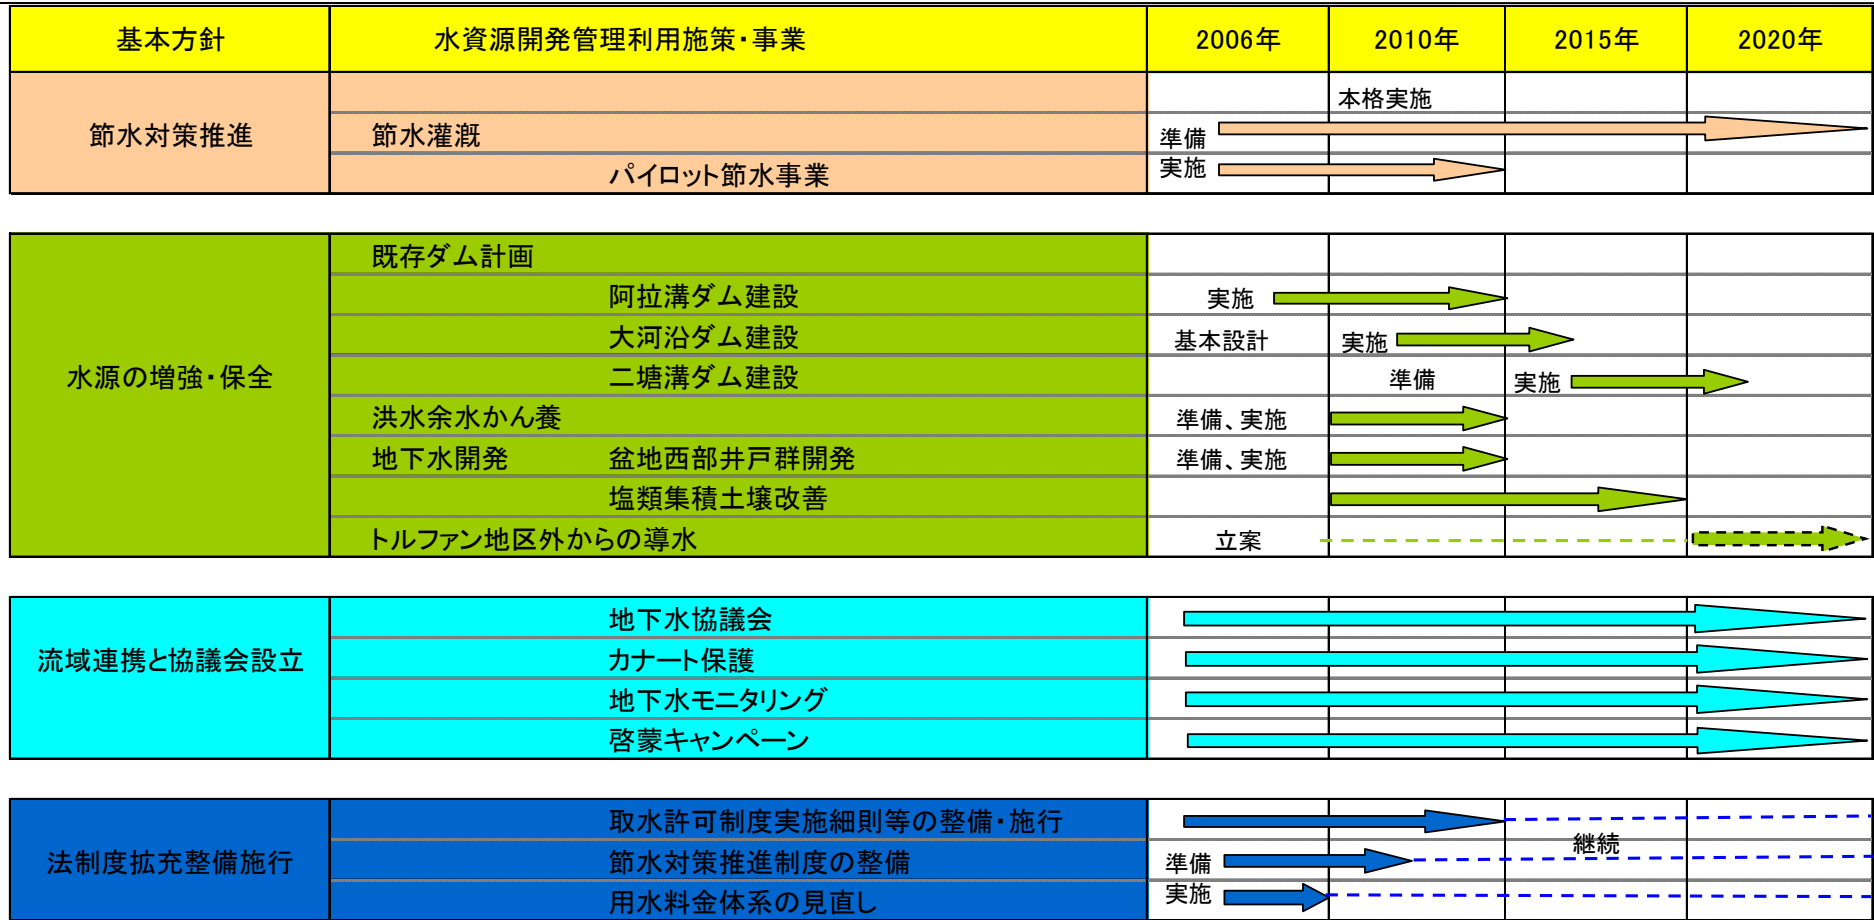 基本方針 水資源開発管理利用施策・事業 2006年 2010年 2015年 2020年
本格実施
節水対策推進 節水灌漑 準備
パイロット節水事業 実施
既存ダム計画
阿拉溝ダム建設 実施
大河沿ダム建設 基本設計 実施
水源の増強・保全 二塘溝ダム建設 準備 実施
洪水余水かん養 準備、実施
地下水開発 盆地西部井戸群開発 準備、実施
塩類集積土壌改善
トルファン地区外からの導水 立案
地下水協議会
流域連携と協議会設立 カナート保護
地下水モニタリング
啓蒙キャンペーン
取水許可制度実施細則等の整備・施行
継続
法制度拡充整備施行 節水対策推進制度の整備 準備
用水料金体系の見直し 実施